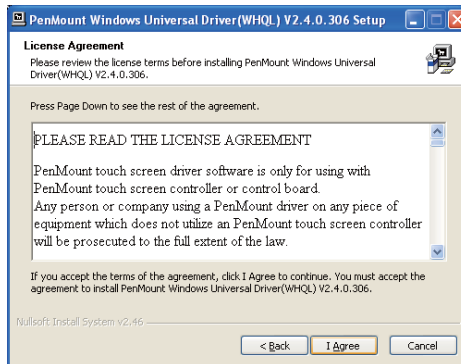 PenMount Windows Universal Driver(WHQL) V2.4.0.306 Setup
License Agreement
Please review the license terms before installing PenMount Windows Universal
Driver(WHQL) V2.4.0.306.
Press Page Down to see the rest of the agreement.
PLEASE READ THE LICENSE AGREEMENT
PenMount touch screen driver software is only for using with
PenMount touch screen controller or control board.
Any person or company using a PenMount driver on any piece of
equipment which does not utilize an PenMount touch screen controller
will be prosecuted to the full extent of the law.
If you accept the terms of the agreement, click I Agree to continue. You must accept the
agreement to install PenMount Windows Universal Driver(WHQL) V2.4.0.306.
Nullsoft Install System v2.46
< Back
I Agree
Cancel